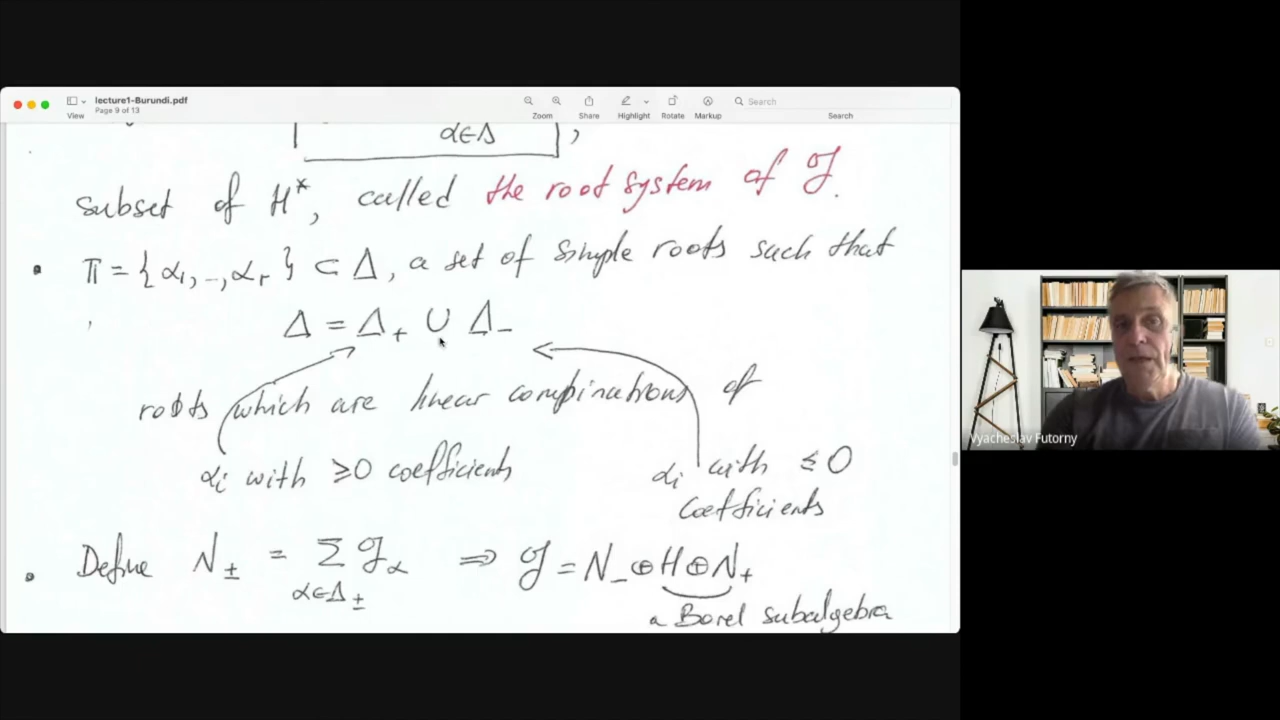 lecture1-Burundi.pdf
Page 9 of 13
View
Zoom
Share
Highlight
Rotate
Markup
Search
Search
α∈Δ ,
subset of H*, called the root system of 𝔤.
• π = {α₁, -, αᵣ} ⊂ Δ, a set of simple roots such that
Δ = Δ₊ ∪ Δ₋
roots which are linear combinations of
αᵢ with ≥0 coefficients
αᵢ with ≤0
coefficients
• Define N± = Σ 𝔤α ⇒ 𝔤 = N₋ ⊕ H ⊕ N₊
α∈Δ±
a Borel subalgebra
Vyacheslav Futorny